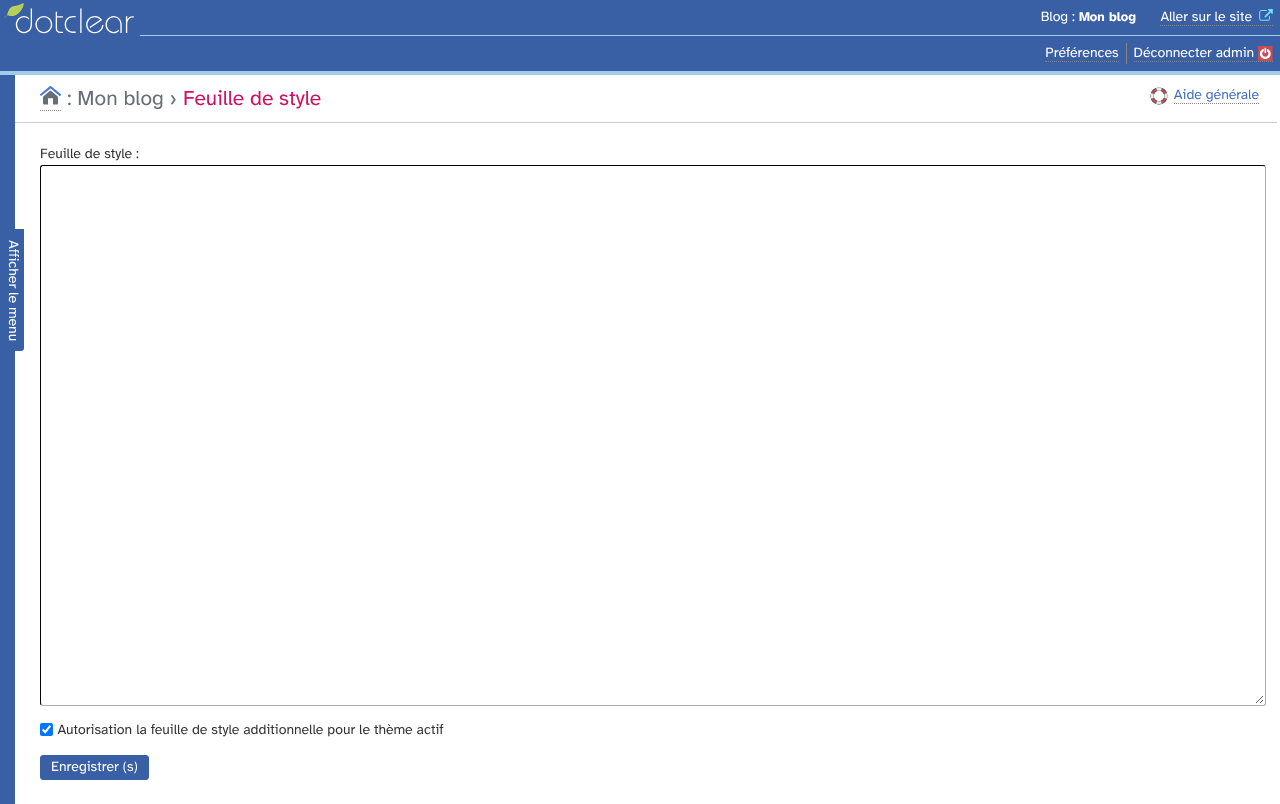 dotclear
Blog : Mon blog
Aller sur le site
Préférences
Déconnecter admin
: Mon blog › Feuille de style
Aide générale
Feuille de style :
Afficher le menu
Autorisation la feuille de style additionnelle pour le thème actif
Enregistrer (s)